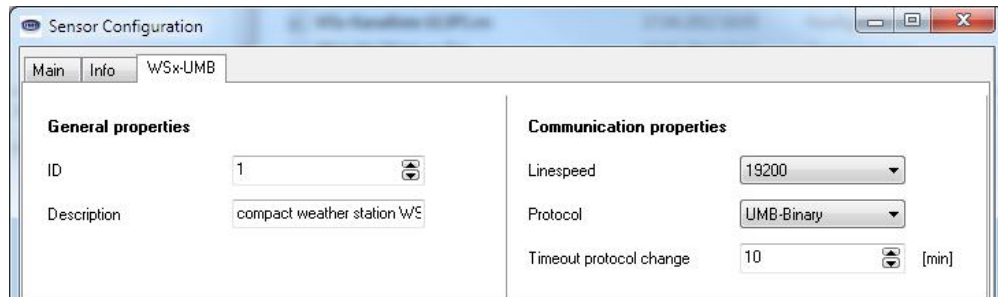 Sensor Configuration
Main Info WSx-UMB
General properties
ID 1
Description compact weather station WS
Communication properties
Linespeed 19200
Protocol UMB-Binary
Timeout protocol change 10 [min]